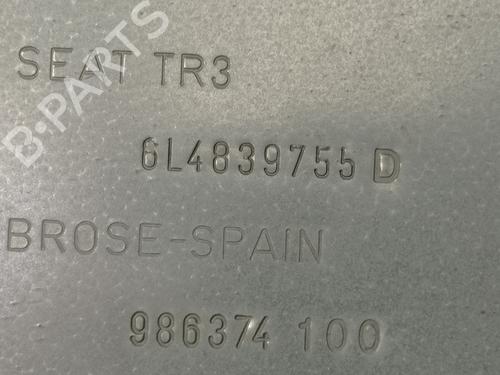 SEAT TR3
6L4839755 D
BROSE-SPAIN
986374 100
B-PARTS